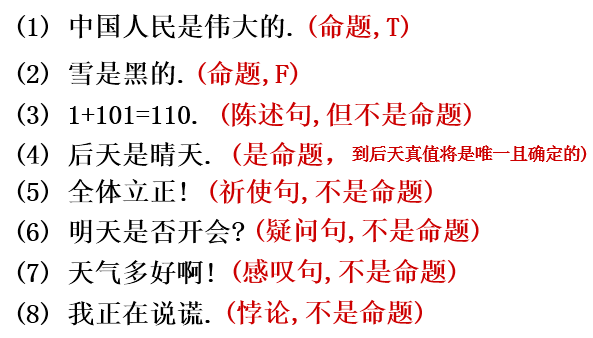 (1) 中国人民是伟大的. (命题,T)
(2) 雪是黑的. (命题,F)
(3) 1+101=110. (陈述句,但不是命题)
(4) 后天是晴天. (是命题, 到后天真值将是唯一且确定的)
(5) 全体立正! (祈使句,不是命题)
(6) 明天是否开会? (疑问句,不是命题)
(7) 天气多好啊! (感叹句,不是命题)
(8) 我正在说谎. (悖论,不是命题)